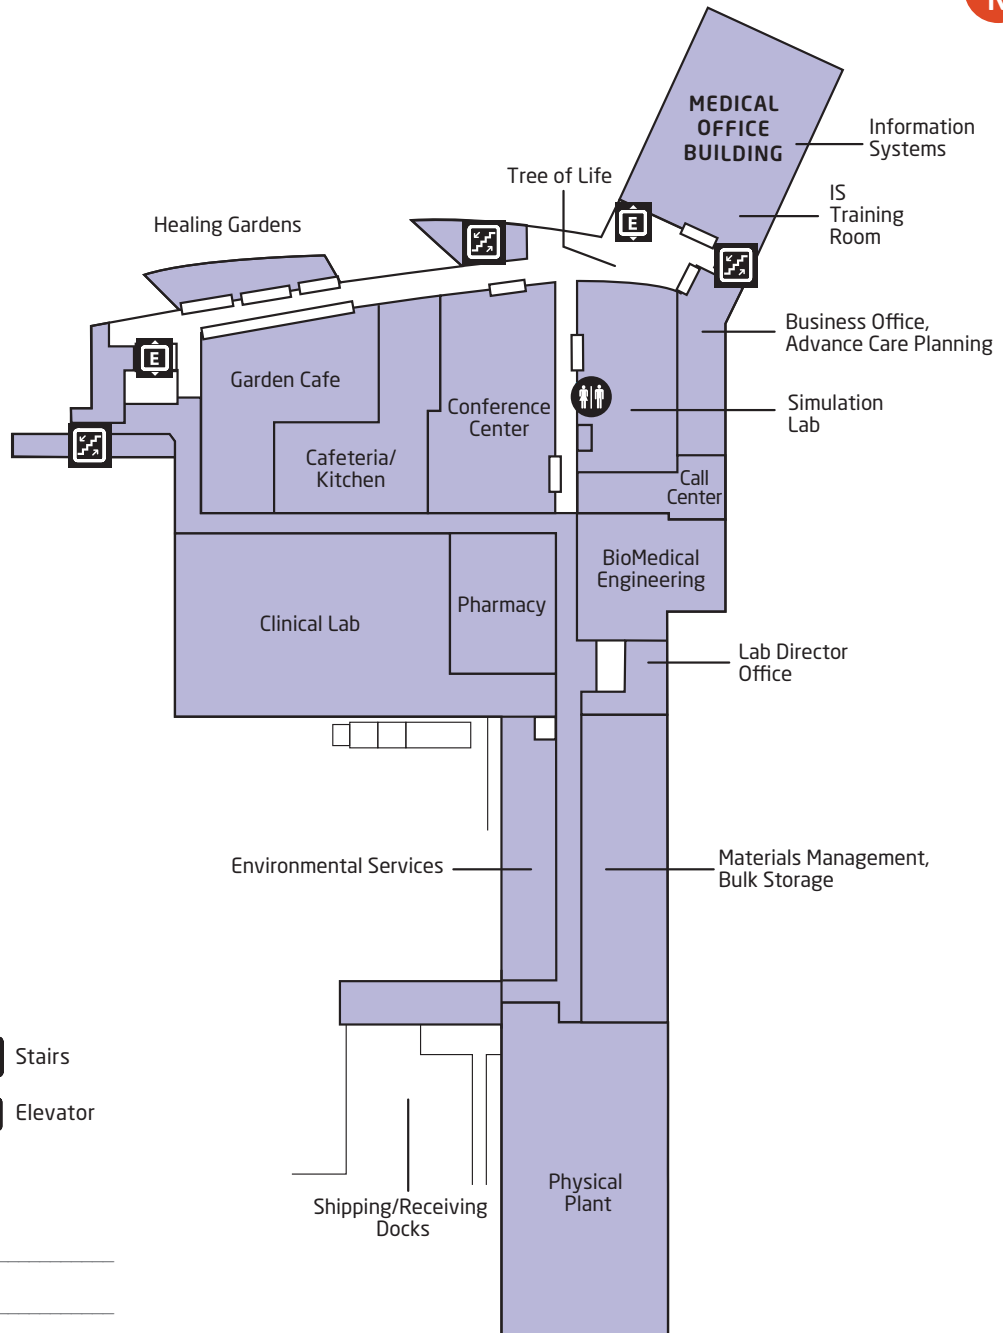 MEDICAL
OFFICE
BUILDING
Information
Systems
Tree of Life
IS
Training
Room
Healing Gardens
E
Business Office,
Advance Care Planning
E
Garden Cafe
Simulation
Lab
Conference
Center
Cafeteria/
Kitchen
Call
Center
BioMedical
Engineering
Pharmacy
Clinical Lab
Lab Director
Office
Environmental Services
Materials Management,
Bulk Storage
Stairs
Elevator
Physical
Plant
Shipping/Receiving
Docks